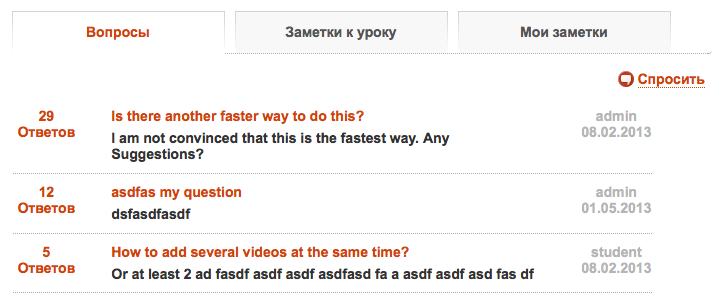 Вопросы
Заметки к уроку
Мои заметки
Спросить
29
Ответов
Is there another faster way to do this?
I am not convinced that this is the fastest way. Any
Suggestions?
admin
08.02.2013
12
Ответов
asdfas my question
dsfasdfasdf
admin
01.05.2013
5
Ответов
How to add several videos at the same time?
Or at least 2 ad fasdf asdf asdf asdfasd fa a asdf asdf asd fas df
student
08.02.2013